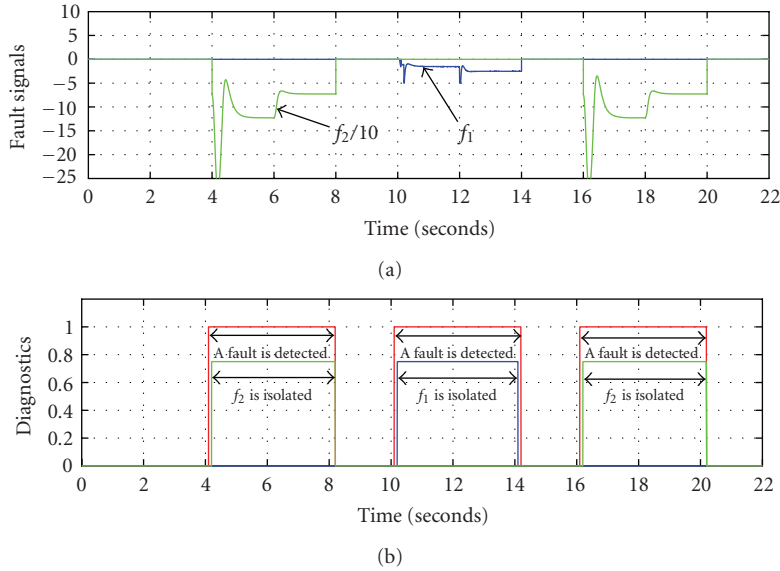 10
5
0
−5
−10
−15
−20
−25
Fault signals
f2/10
f1
0 2 4 6 8 10 12 14 16 18 20 22
Time (seconds)
(a)
1
0.8
0.6
0.4
0.2
0
Diagnostics
A fault is detected
A fault is detected
A fault is detected
f2 is isolated
f1 is isolated
f2 is isolated
0 2 4 6 8 10 12 14 16 18 20 22
Time (seconds)
(b)